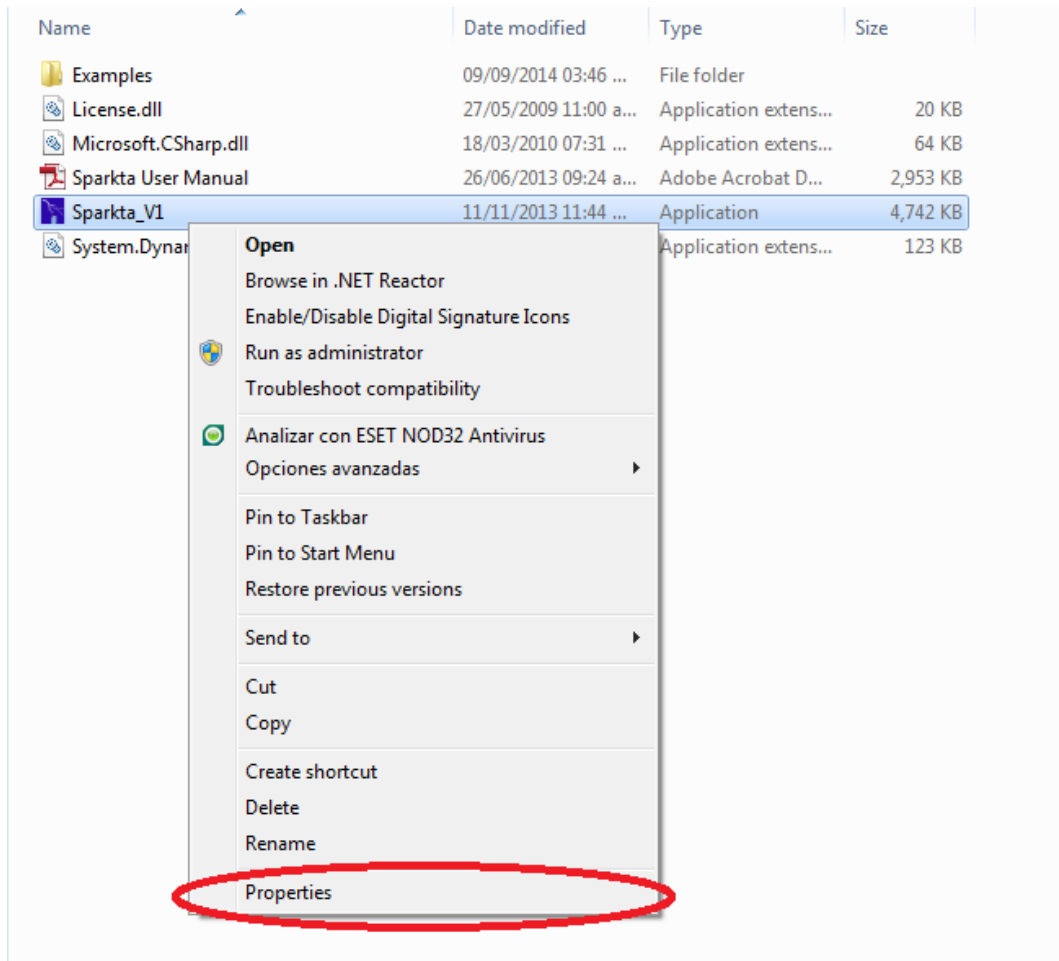 Name Date modified Type Size
Examples 09/09/2014 03:46 ... File folder
License.dll 27/05/2009 11:00 a... Application extens... 20 KB
Microsoft.CSharp.dll 18/03/2010 07:31 ... Application extens... 64 KB
Sparkta User Manual 26/06/2013 09:24 a... Adobe Acrobat D... 2,953 KB
Sparkta_V1 11/11/2013 11:44 ... Application 4,742 KB
System.Dynar Application extens... 123 KB
Open
Browse in .NET Reactor
Enable/Disable Digital Signature Icons
Run as administrator
Troubleshoot compatibility
Analizar con ESET NOD32 Antivirus
Opciones avanzadas
Pin to Taskbar
Pin to Start Menu
Restore previous versions
Send to
Cut
Copy
Create shortcut
Delete
Rename
Properties